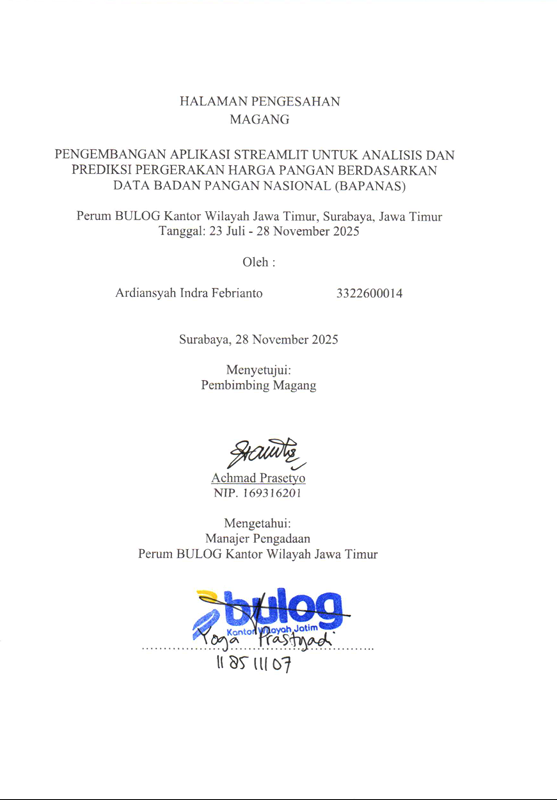 HALAMAN PENGESAHAN
MAGANG
PENGEMBANGAN APLIKASI STREAMLIT UNTUK ANALISIS DAN
PREDIKSI PERGERAKAN HARGA PANGAN BERDASARKAN
DATA BADAN PANGAN NASIONAL (BAPANAS)
Perum BULOG Kantor Wilayah Jawa Timur, Surabaya, Jawa Timur
Tanggal: 23 Juli - 28 November 2025
Oleh :
Ardiansyah Indra Febrianto 3322600014
Surabaya, 28 November 2025
Menyetujui:
Pembimbing Magang
Achmad Prasetyo
NIP. 169316201
Mengetahui:
Manajer Pengadaan
Perum BULOG Kantor Wilayah Jawa Timur
bulog
Kantor Wilayah Jatim
Yoga Prastyadi
118511107